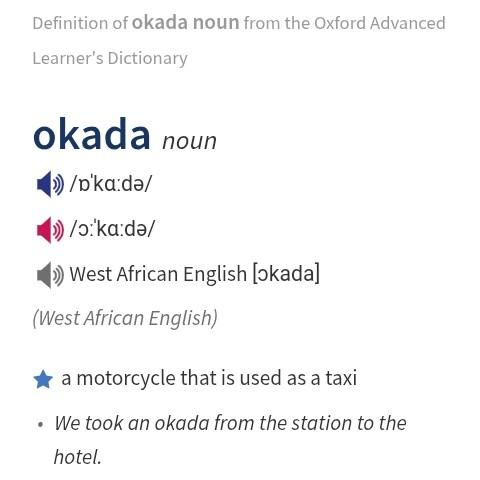 Definition of okada noun from the Oxford Advanced
Learner's Dictionary
okada noun
/ɒˈkɑːdə/
/ɔːˈkɑːdə/
West African English [ɔkada]
(West African English)
a motorcycle that is used as a taxi
• We took an okada from the station to the
hotel.